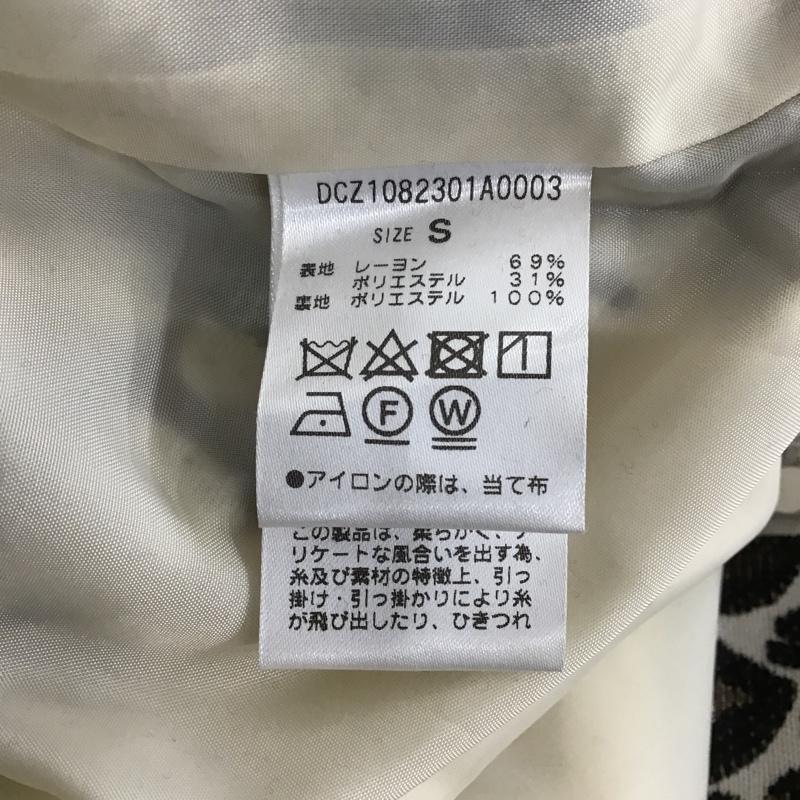 DCZ1082301A0003
SIZE S
表地 レーヨン 69%
ポリエステル 31%
裏地 ポリエステル 100%
F W
●アイロンの際は、当て布
この製品は、柔らかく、デ
リケートな風合いを出す為、
糸及び素材の特徴上、引っ
掛け・引っ掛かりにより糸
が飛び出したり、ひきつれ